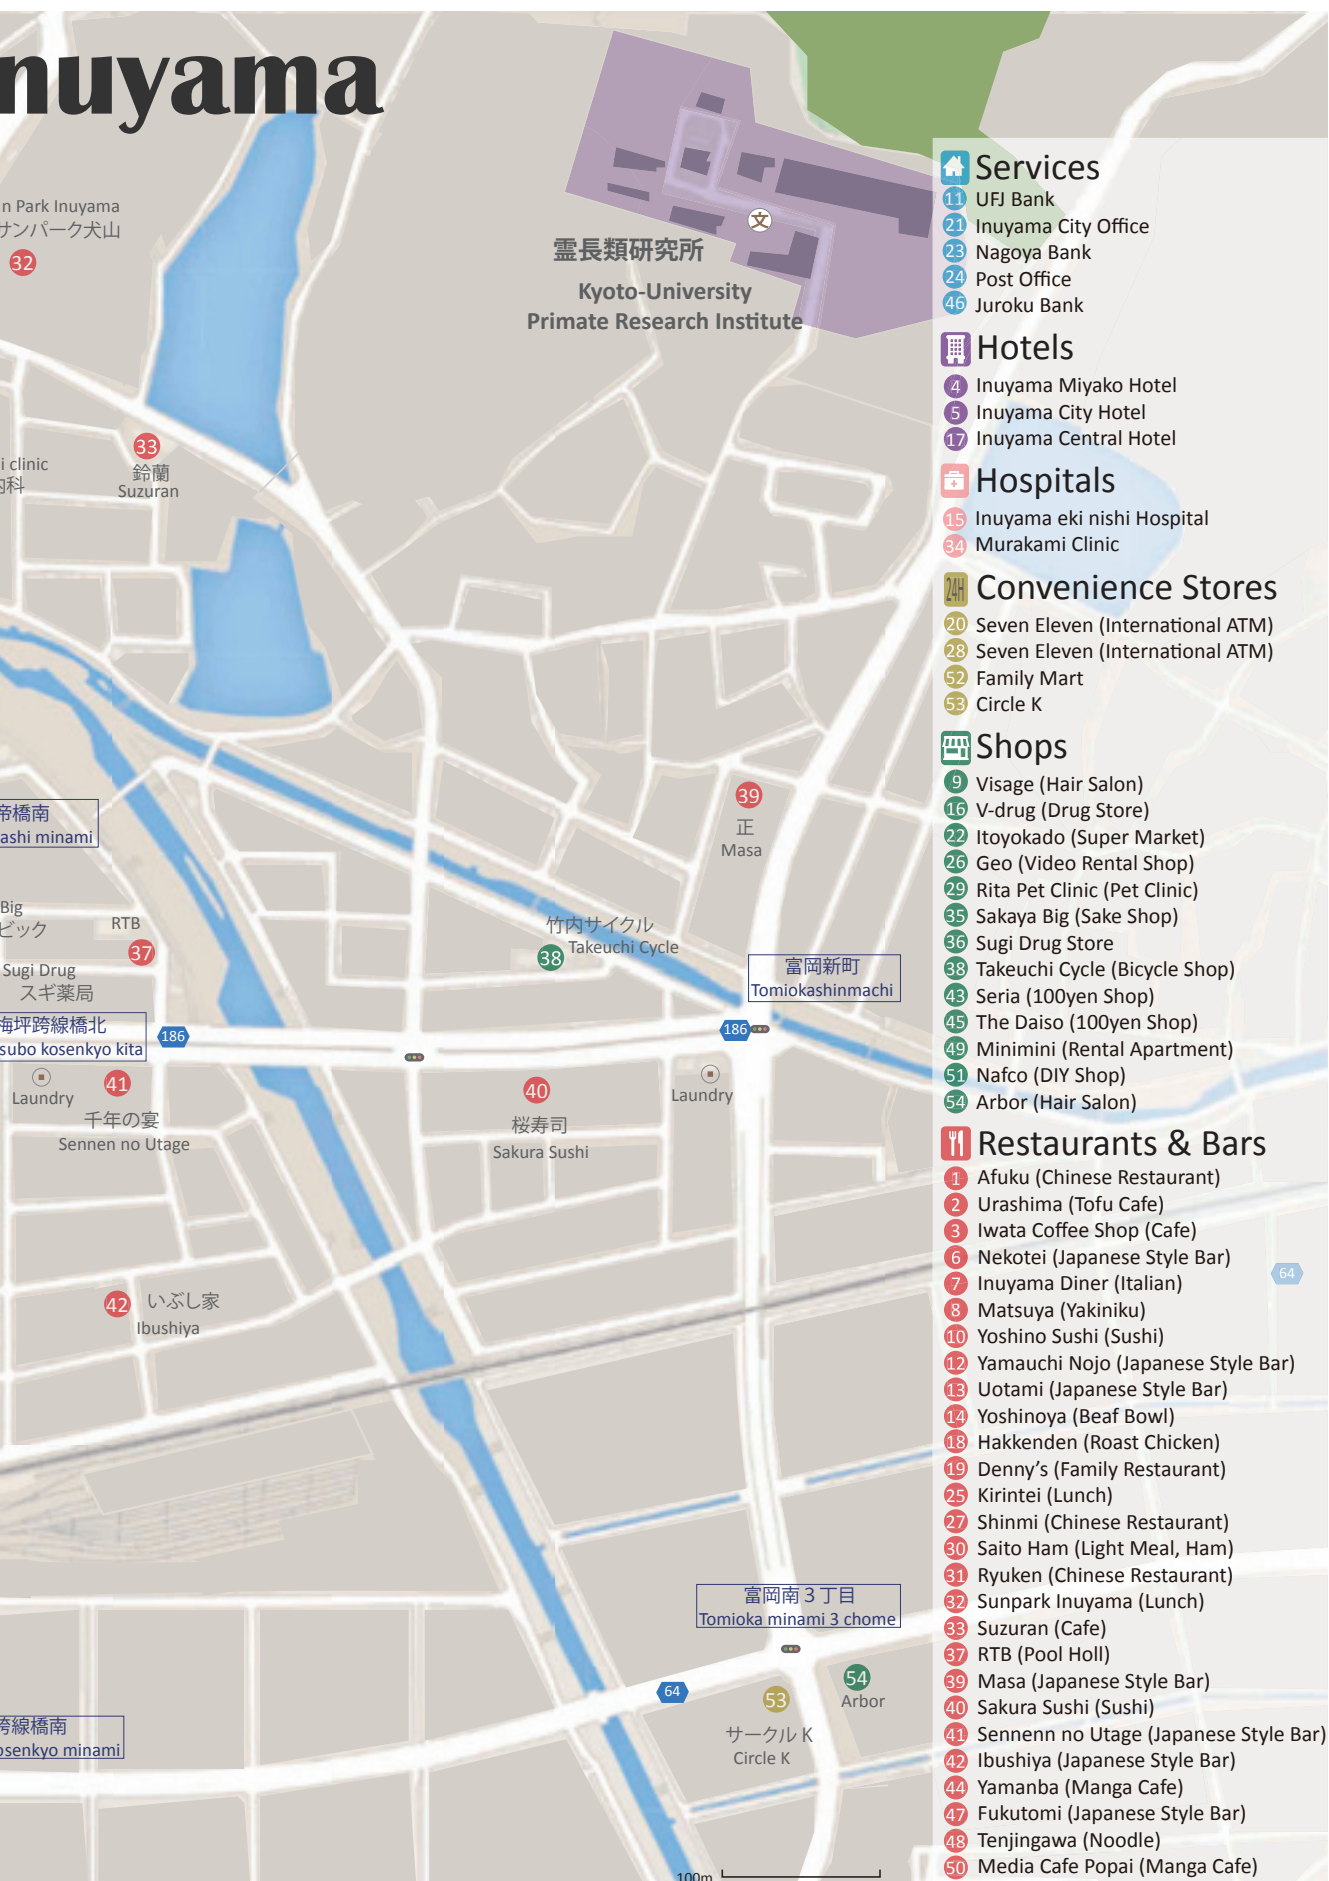 nuyama
n Park Inuyama
サンパーク犬山
32
霊長類研究所
Kyoto-University
Primate Research Institute
文
33
鈴蘭
Suzuran
i clinic
内科
39
正
Masa
帝橋南
ashi minami
Big
ビック
RTB
37
Sugi Drug
スギ薬局
竹内サイクル
38
Takeuchi Cycle
富岡新町
Tomiokashinmachi
梅坪跨線橋北
subo kosenkyo kita
186
186
Laundry
41
千年の宴
Sennen no Utage
40
桜寿司
Sakura Sushi
Laundry
42
いぶし家
Ibushiya
富岡南３丁目
Tomioka minami 3 chome
64
53
サークル K
Circle K
54
Arbor
跨線橋南
osenkyo minami
100m
Services
11 UFJ Bank
21 Inuyama City Office
23 Nagoya Bank
24 Post Office
46 Juroku Bank
Hotels
4 Inuyama Miyako Hotel
5 Inuyama City Hotel
17 Inuyama Central Hotel
Hospitals
15 Inuyama eki nishi Hospital
34 Murakami Clinic
24H Convenience Stores
20 Seven Eleven (International ATM)
28 Seven Eleven (International ATM)
52 Family Mart
53 Circle K
Shops
9 Visage (Hair Salon)
16 V-drug (Drug Store)
22 Itoyokado (Super Market)
26 Geo (Video Rental Shop)
29 Rita Pet Clinic (Pet Clinic)
35 Sakaya Big (Sake Shop)
36 Sugi Drug Store
38 Takeuchi Cycle (Bicycle Shop)
43 Seria (100yen Shop)
45 The Daiso (100yen Shop)
49 Minimini (Rental Apartment)
51 Nafco (DIY Shop)
54 Arbor (Hair Salon)
Restaurants & Bars
1 Afuku (Chinese Restaurant)
2 Urashima (Tofu Cafe)
3 Iwata Coffee Shop (Cafe)
6 Nekotei (Japanese Style Bar)
64
7 Inuyama Diner (Italian)
8 Matsuya (Yakiniku)
10 Yoshino Sushi (Sushi)
12 Yamauchi Nojo (Japanese Style Bar)
13 Uotami (Japanese Style Bar)
14 Yoshinoya (Beaf Bowl)
18 Hakkenden (Roast Chicken)
19 Denny's (Family Restaurant)
25 Kirintei (Lunch)
27 Shinmi (Chinese Restaurant)
30 Saito Ham (Light Meal, Ham)
31 Ryuken (Chinese Restaurant)
32 Sunpark Inuyama (Lunch)
33 Suzuran (Cafe)
37 RTB (Pool Holl)
39 Masa (Japanese Style Bar)
40 Sakura Sushi (Sushi)
41 Sennenn no Utage (Japanese Style Bar)
42 Ibushiya (Japanese Style Bar)
44 Yamanba (Manga Cafe)
47 Fukutomi (Japanese Style Bar)
48 Tenjingawa (Noodle)
50 Media Cafe Popai (Manga Cafe)